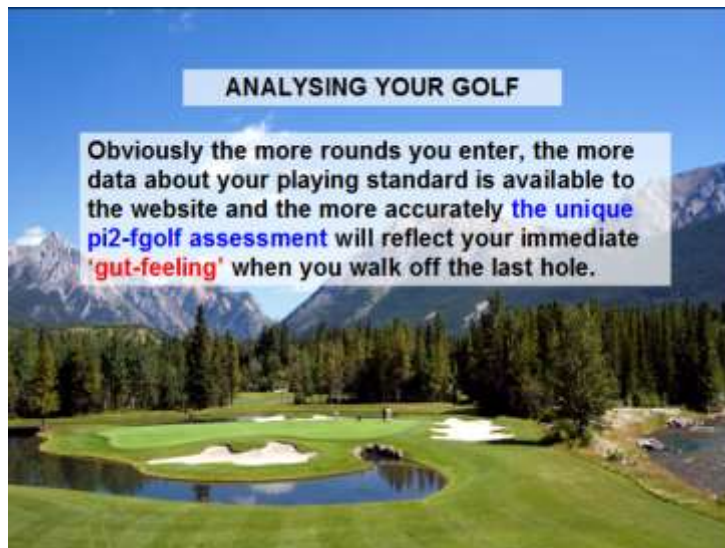 ANALYSING YOUR GOLF
Obviously the more rounds you enter, the more
data about your playing standard is available to
the website and the more accurately the unique
pi2-fgolf assessment will reflect your immediate
‘gut-feeling’ when you walk off the last hole.